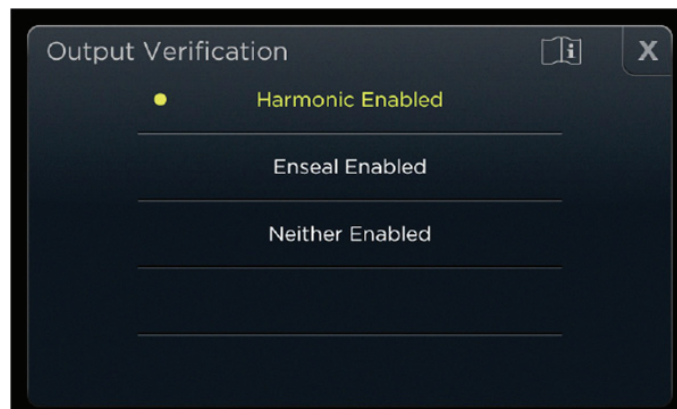 Output Verification
X
Harmonic Enabled
Enseal Enabled
Neither Enabled